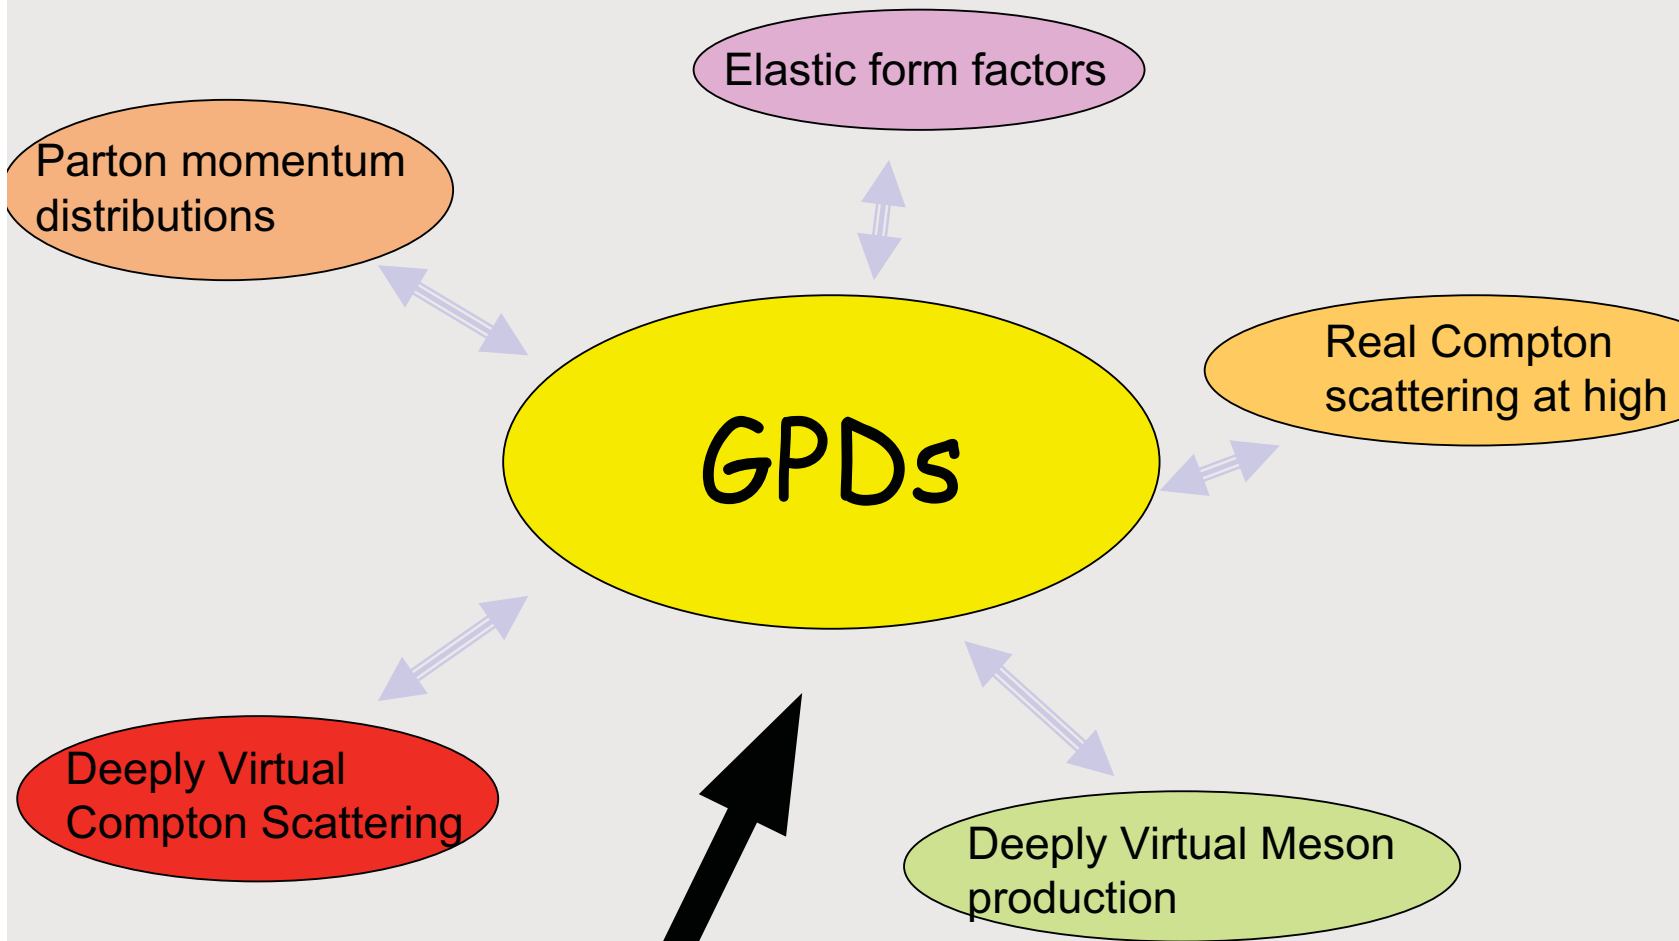 Elastic form factors
Parton momentum
distributions
Real Compton
scattering at high
GPDs
Deeply Virtual
Compton Scattering
Deeply Virtual Meson
production